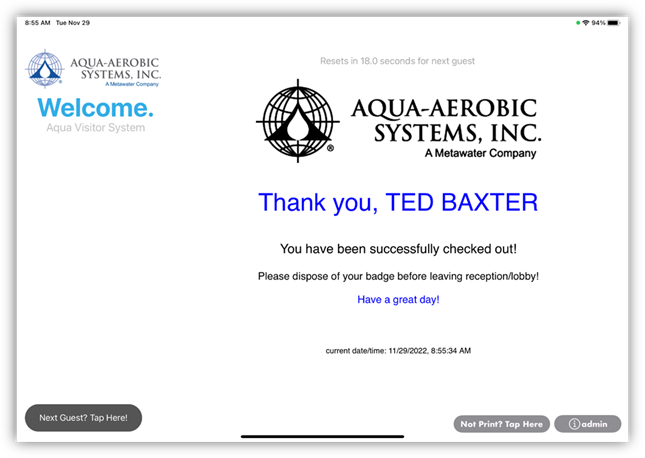 8:55 AM Tue Nov 29
94%
AQUA-AEROBIC
SYSTEMS, INC.
A Metawater Company
Welcome.
Aqua Visitor System
Resets in 18.0 seconds for next guest
AQUA-AEROBIC
SYSTEMS, INC.
®
A Metawater Company
Thank you, TED BAXTER
You have been successfully checked out!
Please dispose of your badge before leaving reception/lobby!
Have a great day!
current date/time: 11/29/2022, 8:55:34 AM
Next Guest? Tap Here!
Not Print? Tap Here
admin